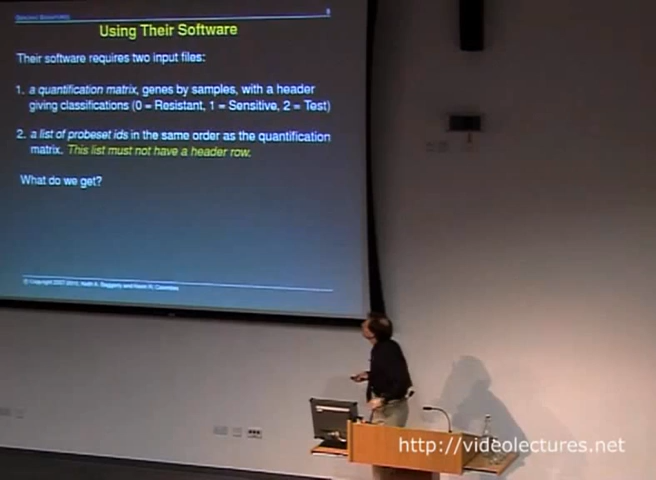 Using Their Software
Their software requires two input files:
1. a quantification matrix, genes by samples, with a header
giving classifications (0 = Resistant, 1 = Sensitive, 2 = Test)
2. a list of probeset ids in the same order as the quantification
matrix. This list must not have a header row.
What do we get?
http://videolectures.net